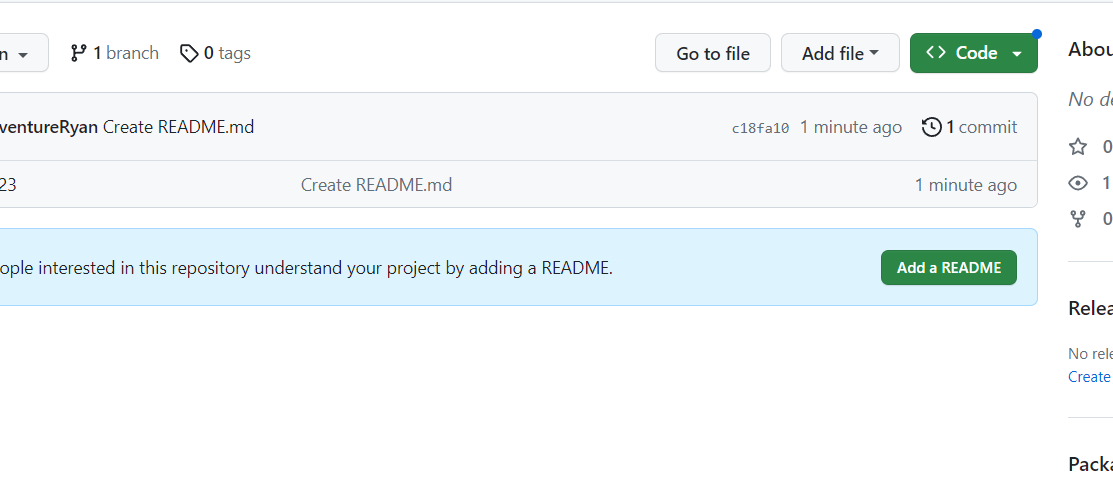 n 1 branch 0 tags Go to file Add file Code
ventureRyan Create README.md c18fa10 1 minute ago 1 commit
23 Create README.md 1 minute ago
ople interested in this repository understand your project by adding a README. Add a README
Abou
No de
0
1
0
Relea
No rele
Create
Packa